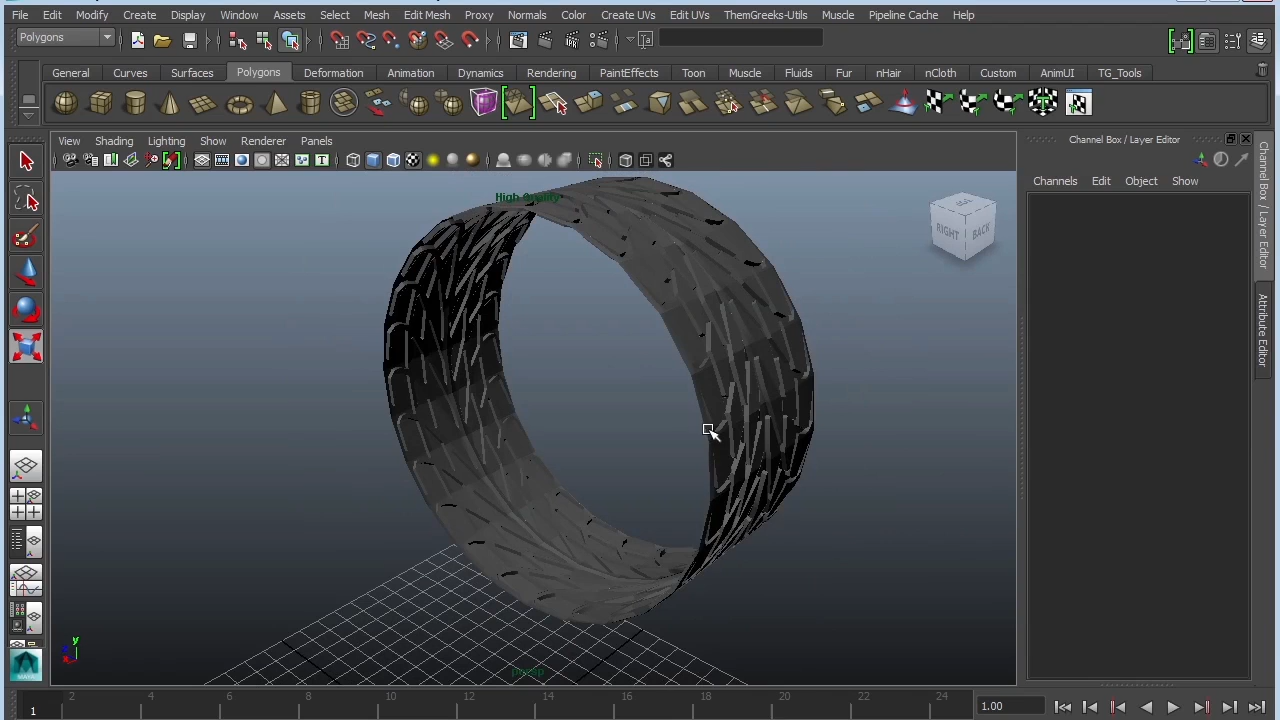 File Edit Modify Create Display Window Assets Select Mesh Edit Mesh Proxy Normals Color Create UVs Edit UVs ThemGreeks-Utils Muscle Pipeline Cache Help
Polygons
General Curves Surfaces Polygons Deformation Animation Dynamics Rendering PaintEffects Toon Muscle Fluids Fur nHair nCloth Custom AnimUI TG_Tools
View Shading Lighting Show Renderer Panels
Channel Box / Layer Editor
Channels Edit Object Show
High Quality
RIGHT BACK
Channel Box / Layer Editor
Attribute Editor
persp
y
2 4 6 8 10 12 14 16 18 20 22 24
1
1.00